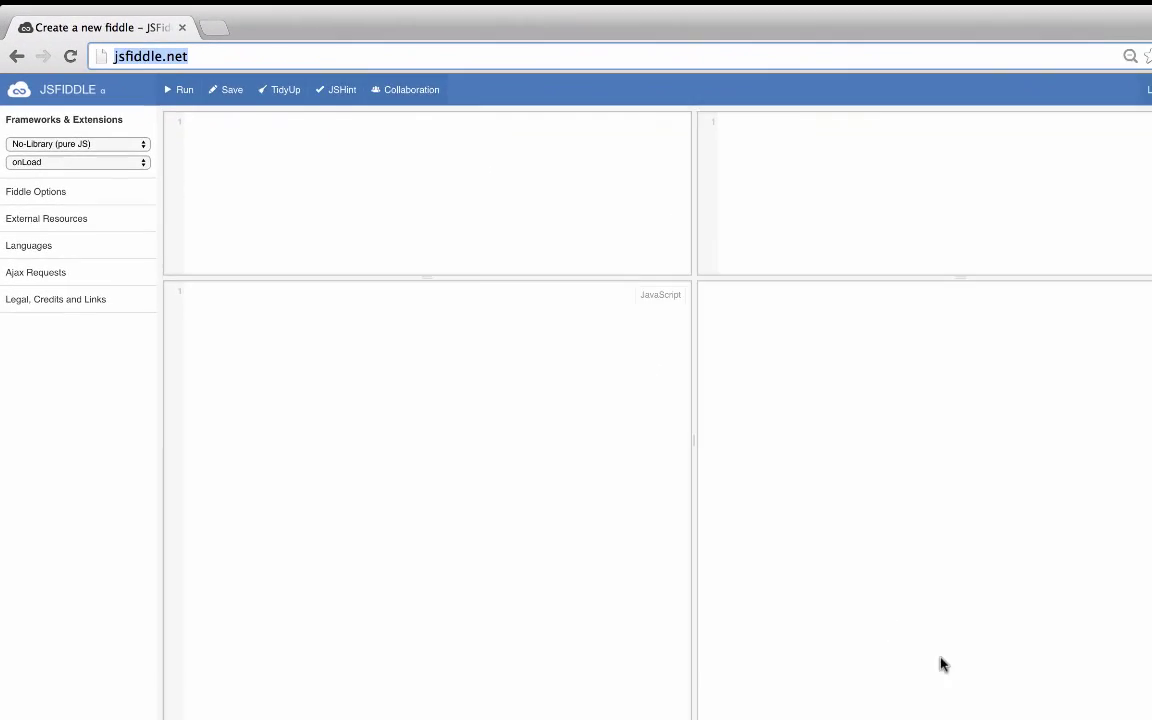 Create a new fiddle – JSFid
jsfiddle.net
JSFIDDLE α
Run
Save
TidyUp
JSHint
Collaboration
L
Frameworks & Extensions
No-Library (pure JS)
onLoad
Fiddle Options
External Resources
Languages
Ajax Requests
Legal, Credits and Links
1
1
1
JavaScript